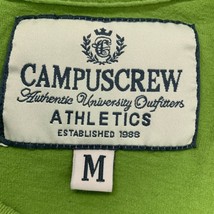 CAMPUSCREW
Authentic University Outfitters
ATHLETICS
ESTABLISHED 1988
M